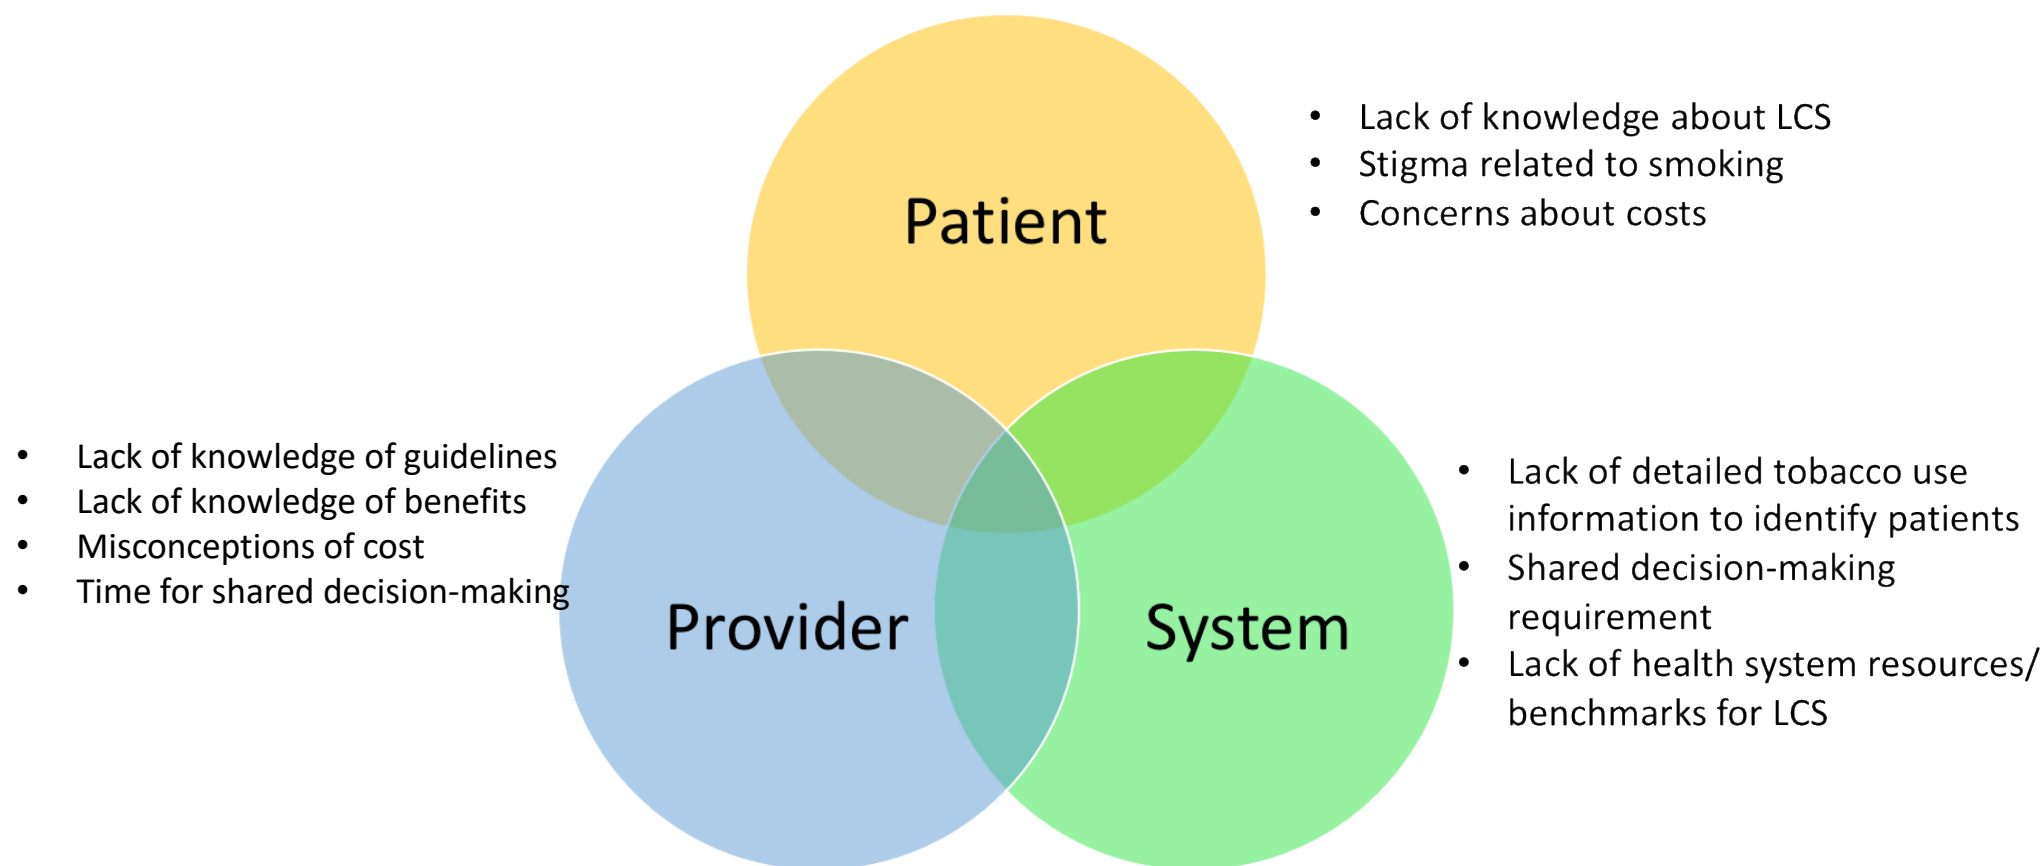 Patient
• Lack of knowledge about LCS
• Stigma related to smoking
• Concerns about costs
• Lack of knowledge of guidelines
• Lack of knowledge of benefits
• Misconceptions of cost
• Time for shared decision-making
Provider
System
• Lack of detailed tobacco use
information to identify patients
• Shared decision-making
requirement
• Lack of health system resources/
benchmarks for LCS